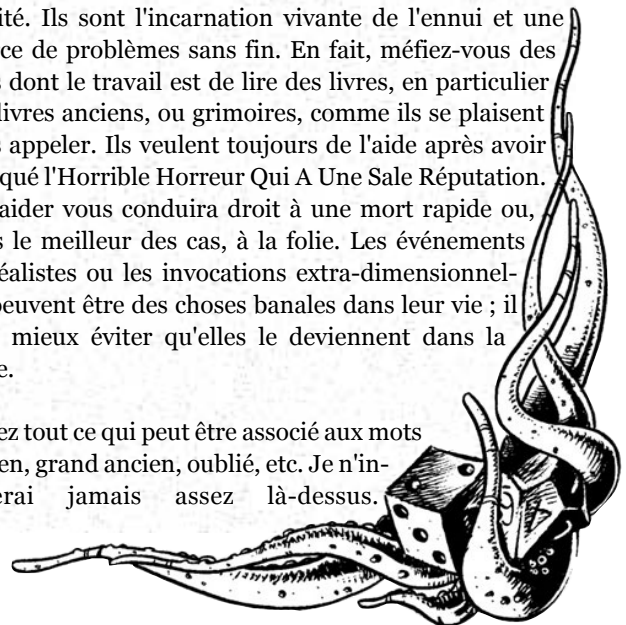 ité. Ils sont l'incarnation vivante de l'ennui et une
ce de problèmes sans fin. En fait, méfiez-vous des
s dont le travail est de lire des livres, en particulier
livres anciens, ou grimoires, comme ils se plaisent
s appeler. Ils veulent toujours de l'aide après avoir
qué l'Horrible Horreur Qui A Une Sale Réputation.
aider vous conduira droit à une mort rapide ou,
s le meilleur des cas, à la folie. Les événements
éalistes ou les invocations extra-dimensionnel-
peuvent être des choses banales dans leur vie ; il
mieux éviter qu'elles le deviennent dans la
e.
ez tout ce qui peut être associé aux mots
en, grand ancien, oublié, etc. Je n'in-
erai jamais assez là-dessus.